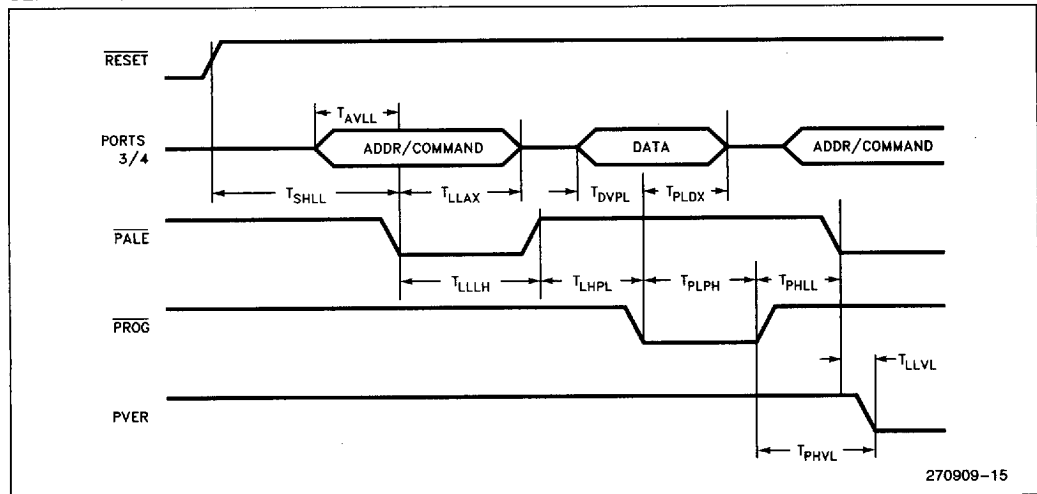 RESET
T_AVLL
PORTS
3/4
ADDR/COMMAND
DATA
ADDR/COMMAND
T_SHLL
T_LLAX
T_DVPL
T_PLDX
PALE
T_LLLH
T_LHPL
T_PLPH
T_PHLL
PROG
T_LLVL
PVER
T_PHVL
270909-15